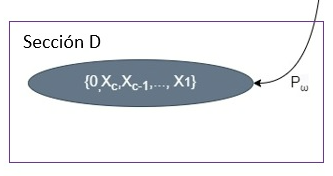 Sección D
{0,Xc,Xc-1,..., X1}
Pω